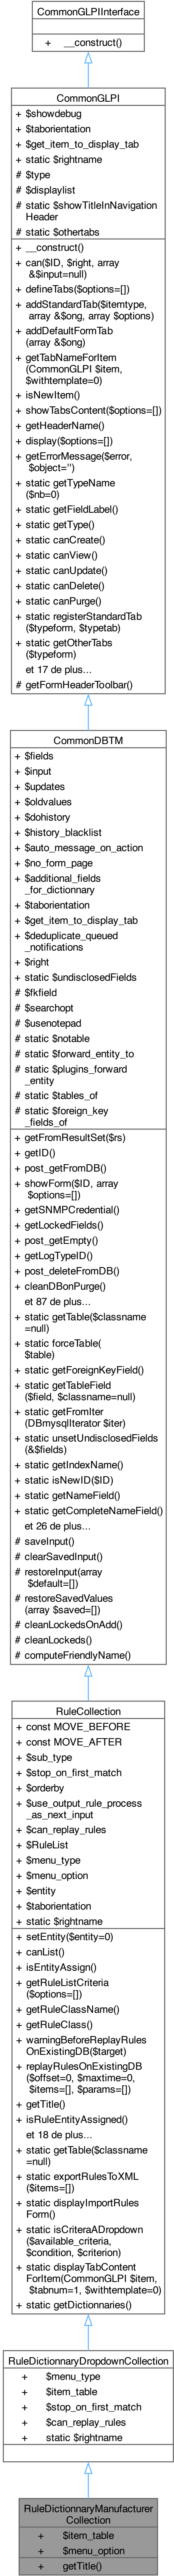 CommonGLPIInterface
+ __construct()
CommonGLPI
+ $showdebug
+ $taborientation
+ $get_item_to_display_tab
+ static $rightname
# $type
# $displaylist
# static $showTitleInNavigation
Header
# static $othertabs
+ __construct()
+ can($ID, $right, array
&$input=null)
+ defineTabs($options=[])
+ addStandardTab($itemtype,
array &$ong, array $options)
+ addDefaultFormTab
(array &$ong)
+ getTabNameForItem
(CommonGLPI $item,
$withtemplate=0)
+ isNewItem()
+ showTabsContent($options=[])
+ getHeaderName()
+ display($options=[])
+ getErrorMessage($error,
$object='')
+ static getTypeName
($nb=0)
+ static getFieldLabel()
+ static getType()
+ static canCreate()
+ static canView()
+ static canUpdate()
+ static canDelete()
+ static canPurge()
+ static registerStandardTab
($typeform, $typetab)
+ static getOtherTabs
($typeform)
et 17 de plus...
# getFormHeaderToolbar()
CommonDBTM
+ $fields
+ $input
+ $updates
+ $oldvalues
+ $dohistory
+ $history_blacklist
+ $auto_message_on_action
+ $no_form_page
+ $additional_fields
_for_dictionnary
+ $taborientation
+ $get_item_to_display_tab
+ $deduplicate_queued
_notifications
+ $right
+ static $undisclosedFields
# $fkfield
# $searchopt
# $usenotepad
# static $notable
# static $forward_entity_to
# static $plugins_forward
_entity
# static $tables_of
# static $foreign_key
_fields_of
+ getFromResultSet($rs)
+ getID()
+ post_getFromDB()
+ showForm($ID, array
$options=[])
+ getSNMPCredential()
+ getLockedFields()
+ post_getEmpty()
+ getLogTypeID()
+ post_deleteFromDB()
+ cleanDBonPurge()
et 87 de plus...
+ static getTable($classname
=null)
+ static forceTable(
$table)
+ static getForeignKeyField()
+ static getTableField
($field, $classname=null)
+ static getFromIter
(DBmysqlIterator $iter)
+ static unsetUndisclosedFields
(&$fields)
+ static getIndexName()
+ static isNewID($ID)
+ static getNameField()
+ static getCompleteNameField()
et 26 de plus...
# saveInput()
# clearSavedInput()
# restoreInput(array
$default=[])
# restoreSavedValues
(array $saved=[])
# cleanLockedsOnAdd()
# cleanLockeds()
# computeFriendlyName()
RuleCollection
+ const MOVE_BEFORE
+ const MOVE_AFTER
+ $sub_type
+ $stop_on_first_match
+ $orderby
+ $use_output_rule_process
_as_next_input
+ $can_replay_rules
+ $RuleList
+ $menu_type
+ $menu_option
+ $entity
+ $taborientation
+ static $rightname
+ setEntity($entity=0)
+ canList()
+ isEntityAssign()
+ getRuleListCriteria
($options=[])
+ getRuleClassName()
+ getRuleClass()
+ warningBeforeReplayRules
OnExistingDB($target)
+ replayRulesOnExistingDB
($offset=0, $maxtime=0,
$items=[], $params=[])
+ getTitle()
+ isRuleEntityAssigned()
et 18 de plus...
+ static getTable($classname
=null)
+ static exportRulesToXML
($items=[])
+ static displayImportRules
Form()
+ static isCriteraADropdown
($available_criteria,
$condition, $criterion)
+ static displayTabContent
ForItem(CommonGLPI $item,
$tabnum=1, $withtemplate=0)
+ static getDictionnaries()
RuleDictionnaryDropdownCollection
+ $menu_type
+ $item_table
+ $stop_on_first_match
+ $can_replay_rules
+ static $rightname
RuleDictionnaryManufacturer
Collection
+ $item_table
+ $menu_option
+ getTitle()